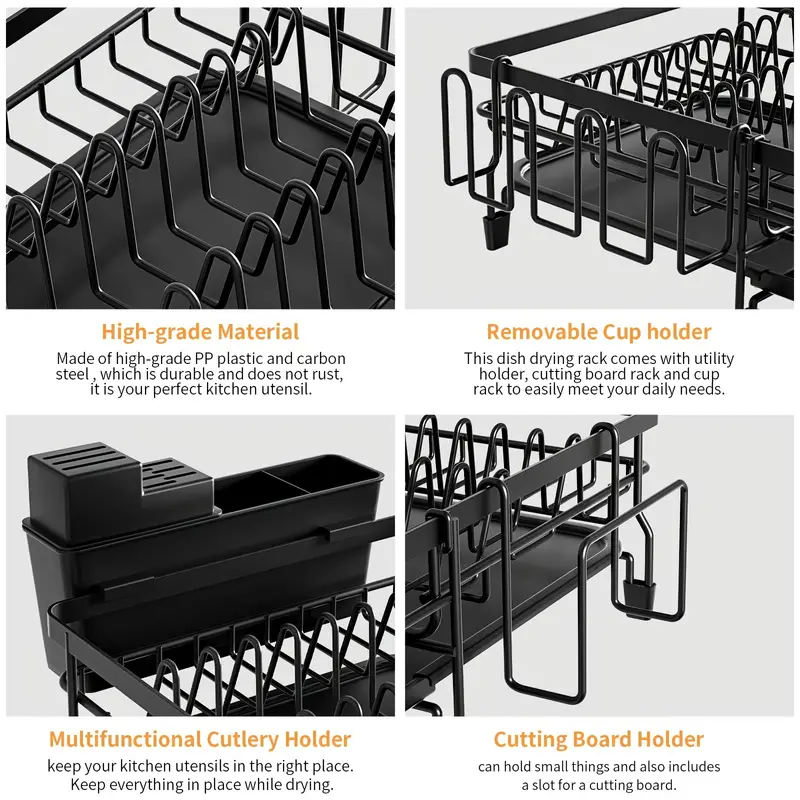 High-grade Material
Made of high-grade PP plastic and carbon
steel , which is durable and does not rust,
it is your perfect kitchen utensil.
Removable Cup holder
This dish drying rack comes with utility
holder, cutting board rack and cup
rack to easily meet your daily needs.
Multifunctional Cutlery Holder
keep your kitchen utensils in the right place.
Keep everything in place while drying.
Cutting Board Holder
can hold small things and also includes
a slot for a cutting board.